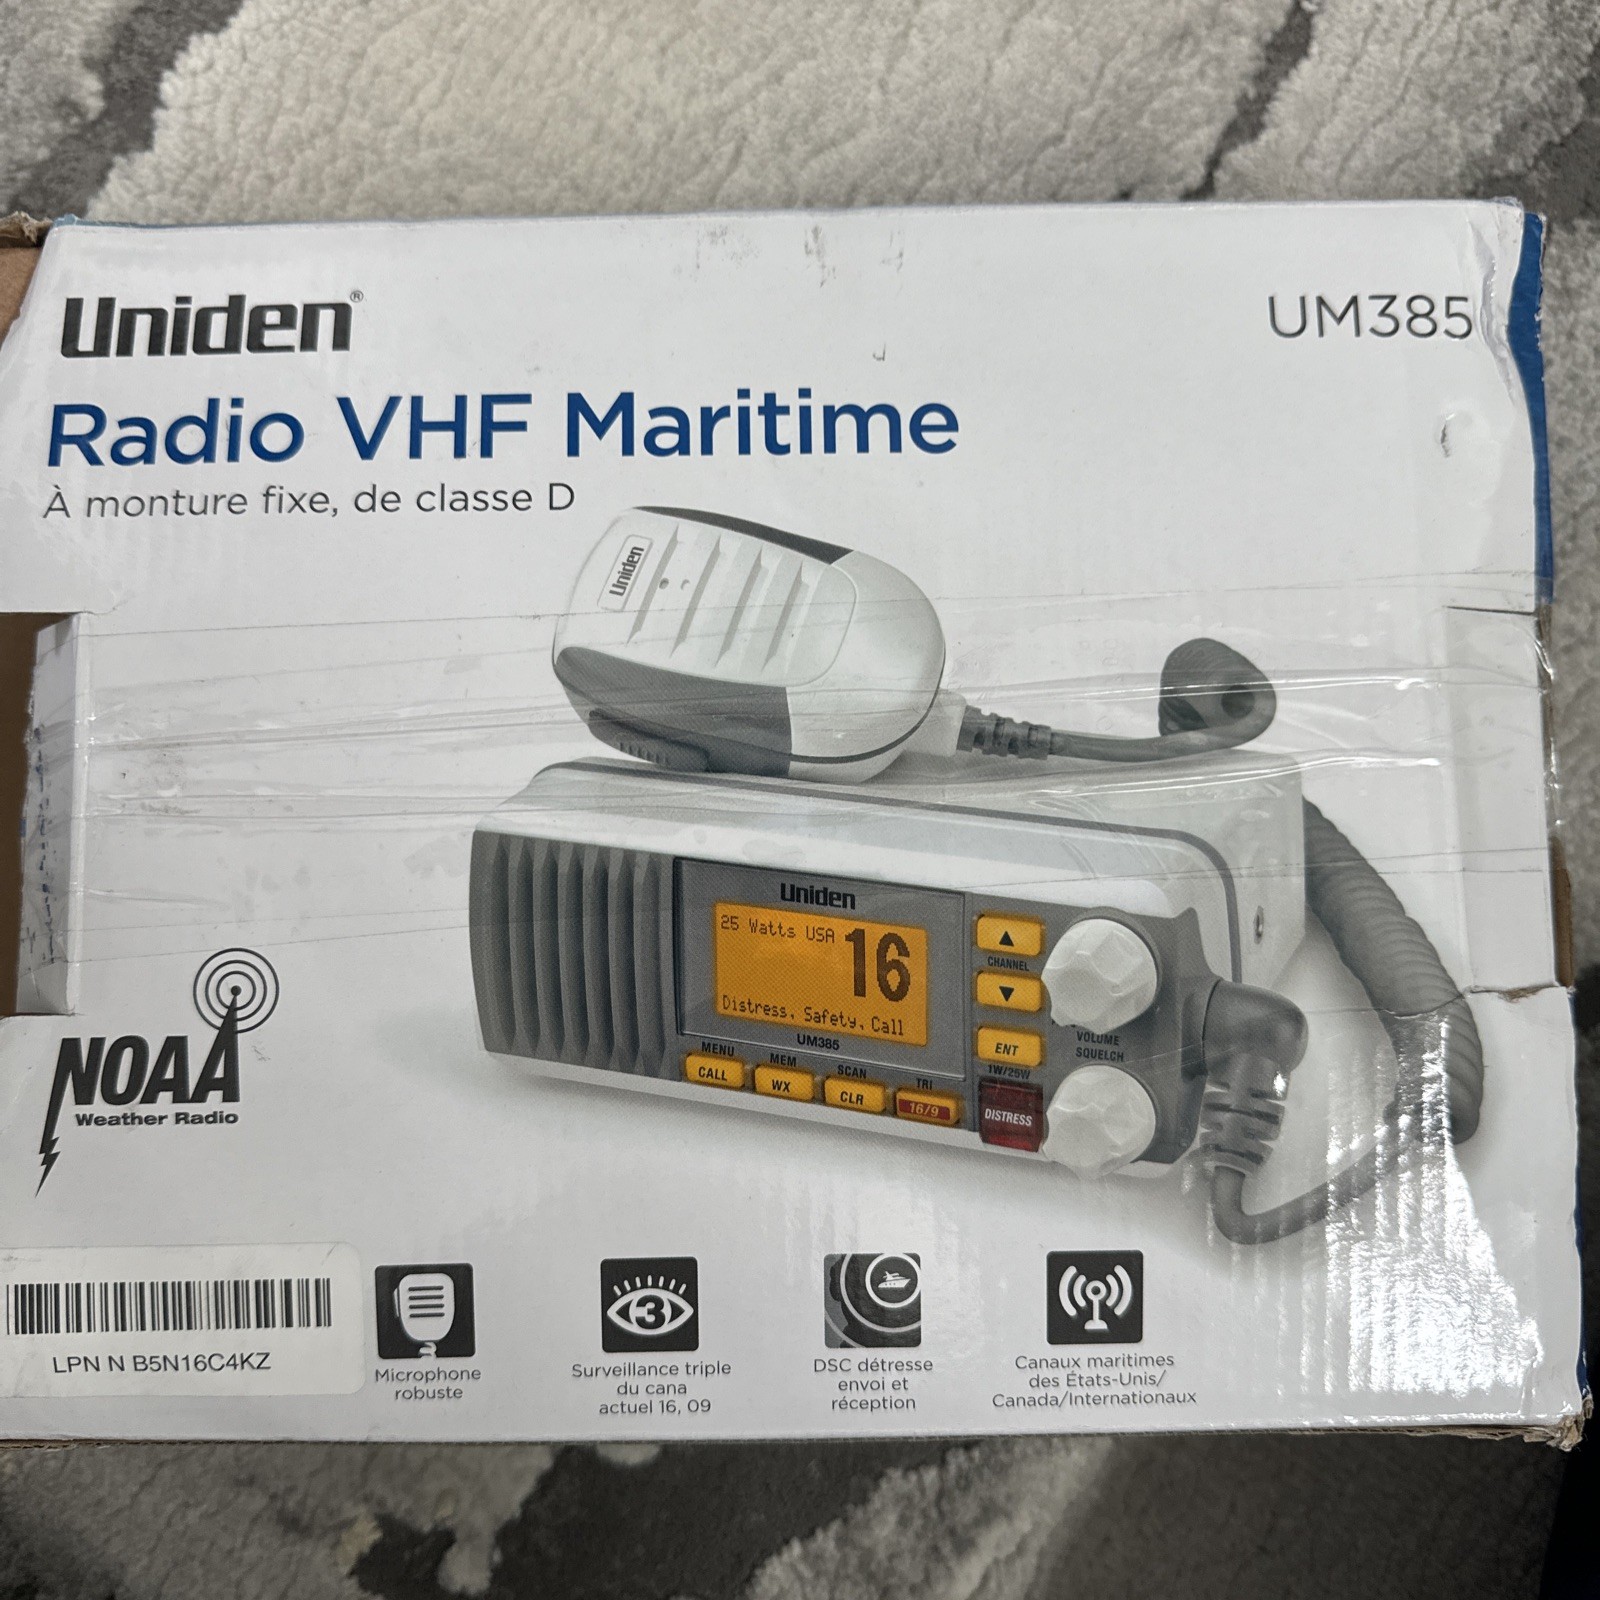 Uniden®
UM385
Radio VHF Maritime
À monture fixe, de classe D
Uniden
Uniden
25 Watts USA
16
Distress, Safety, Call
UM385
CHANNEL
ENT
1W/25W
VOLUME
SQUELCH
MENU
CALL
MEM
WX
SCAN
CLR
TRI
16/9
DISTRESS
NOAA
Weather Radio
LPN N B5N16C4KZ
Microphone
robuste
3
Surveillance triple
du cana
actuel 16, 09
DSC détresse
envoi et
réception
Canaux maritimes
des États-Unis/
Canada/Internationaux